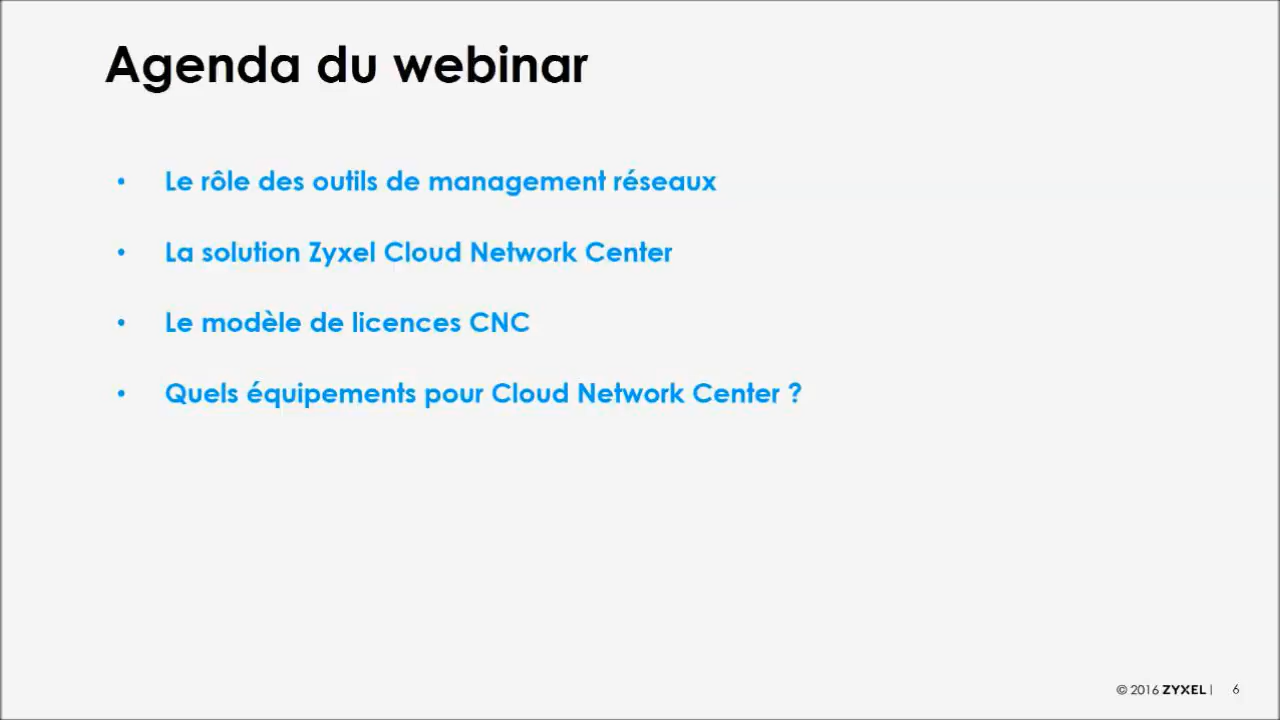 Agenda du webinar
• Le rôle des outils de management réseaux
• La solution Zyxel Cloud Network Center
• Le modèle de licences CNC
• Quels équipements pour Cloud Network Center ?
© 2016 ZYXEL | 6